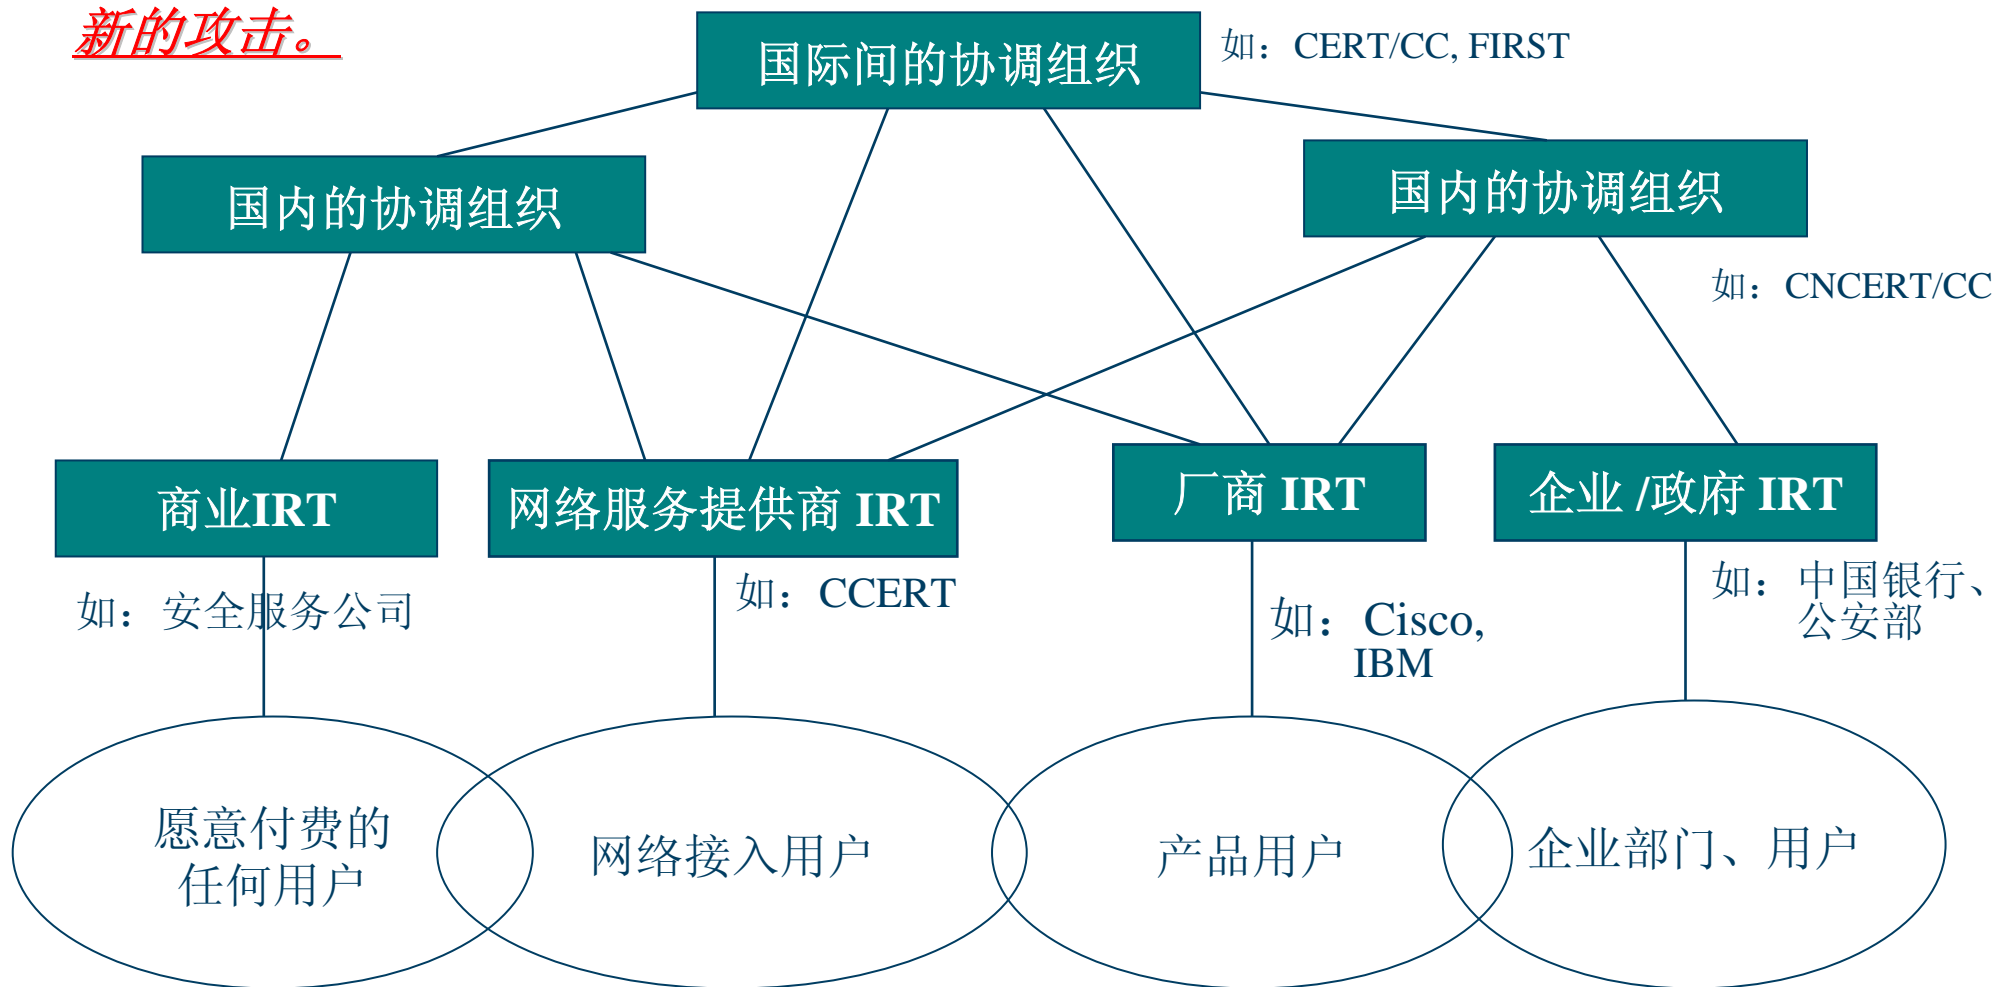 新的攻击。
国际间的协调组织
如：CERT/CC, FIRST
国内的协调组织
国内的协调组织
如：CNCERT/CC
商业IRT
网络服务提供商 IRT
厂商 IRT
企业 /政府 IRT
如：安全服务公司
如：CCERT
如：Cisco,
IBM
如：中国银行、
公安部
愿意付费的
任何用户
网络接入用户
产品用户
企业部门、用户